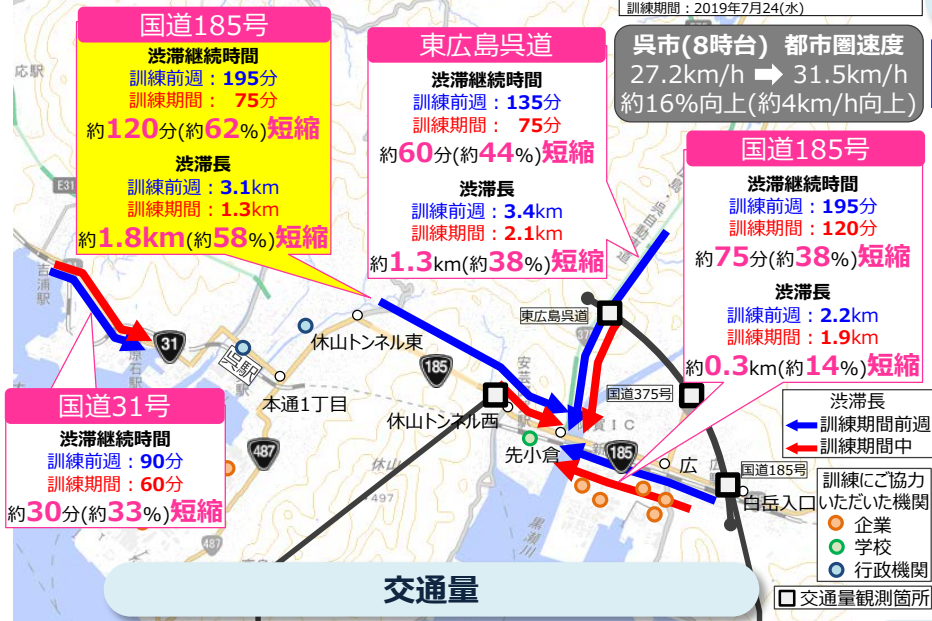 訓練期間：2019年7月24(水)
国道185号
渋滞継続時間
訓練前週：195分
訓練期間： 75分
約120分(約62%)短縮
渋滞長
訓練前週：3.1km
訓練期間：1.3km
約1.8km(約58%)短縮
東広島呉道
渋滞継続時間
訓練前週：135分
訓練期間： 75分
約60分(約44%)短縮
渋滞長
訓練前週：3.4km
訓練期間：2.1km
約1.3km(約38%)短縮
呉市(8時台) 都市圏速度
27.2km/h ➡ 31.5km/h
約16%向上(約4km/h向上)
国道185号
渋滞継続時間
訓練前週：195分
訓練期間：120分
約75分(約38%)短縮
渋滞長
訓練前週：2.2km
訓練期間：1.9km
約0.3km(約14%)短縮
国道31号
渋滞継続時間
訓練前週：90分
訓練期間：60分
約30分(約33%)短縮
応駅
E31
吉浦駅
31
呉駅
本通1丁目
休山トンネル東
185
休山トンネル西
東広島呉道
国道375号
先小倉
185
広
国道185号
白岳入口
487
休山
497
487
黒瀬川
渋滞長
訓練期間前週
訓練期間中
訓練にご協力
いただいた機関
企業
学校
行政機関
交通量観測箇所
交通量